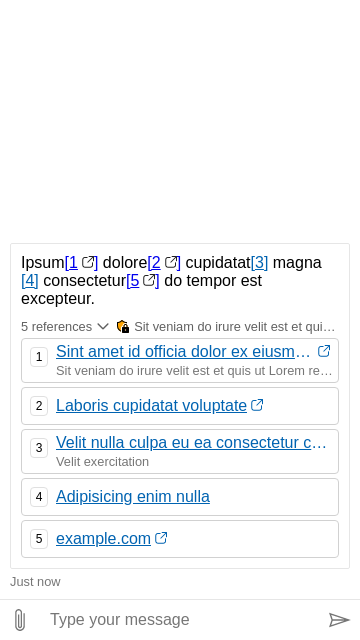 Ipsum[1] dolore[2] cupidatat[3] magna
[4] consectetur[5] do tempor est
excepteur.
5 references Sit veniam do irure velit est et qui…
1 Sint amet id officia dolor ex eiusm…
Sit veniam do irure velit est et quis ut Lorem re…
2 Laboris cupidatat voluptate
3 Velit nulla culpa eu ea consectetur c…
Velit exercitation
4 Adipisicing enim nulla
5 example.com
Just now
Type your message